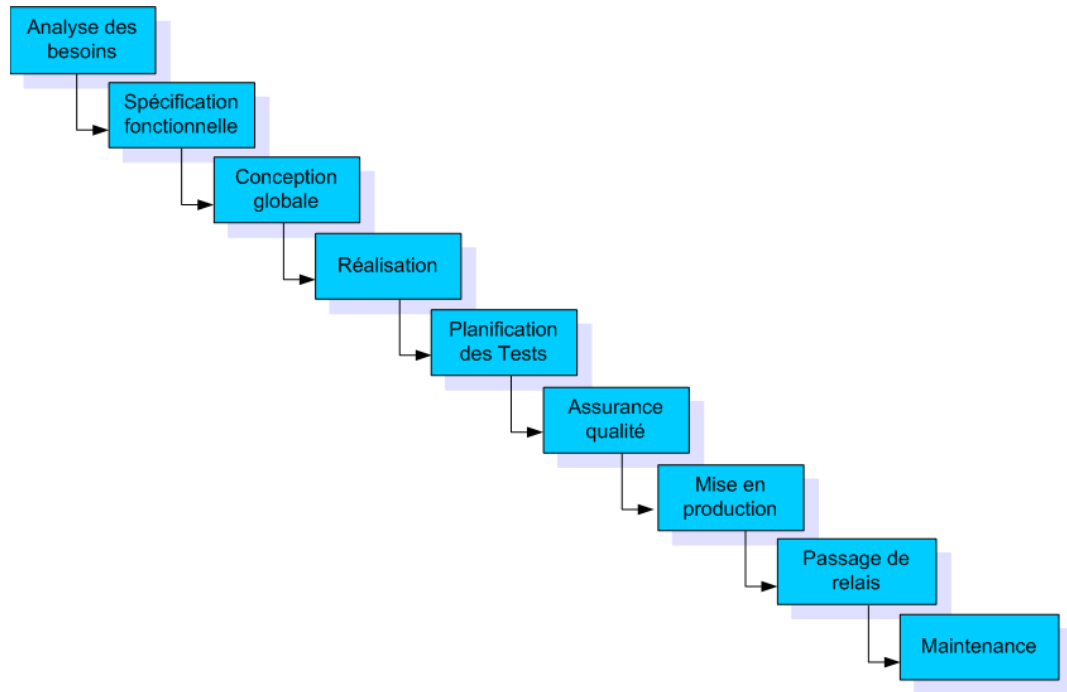 Analyse des
besoins
Spécification
fonctionnelle
Conception
globale
Réalisation
Planification
des Tests
Assurance
qualité
Mise en
production
Passage de
relais
Maintenance